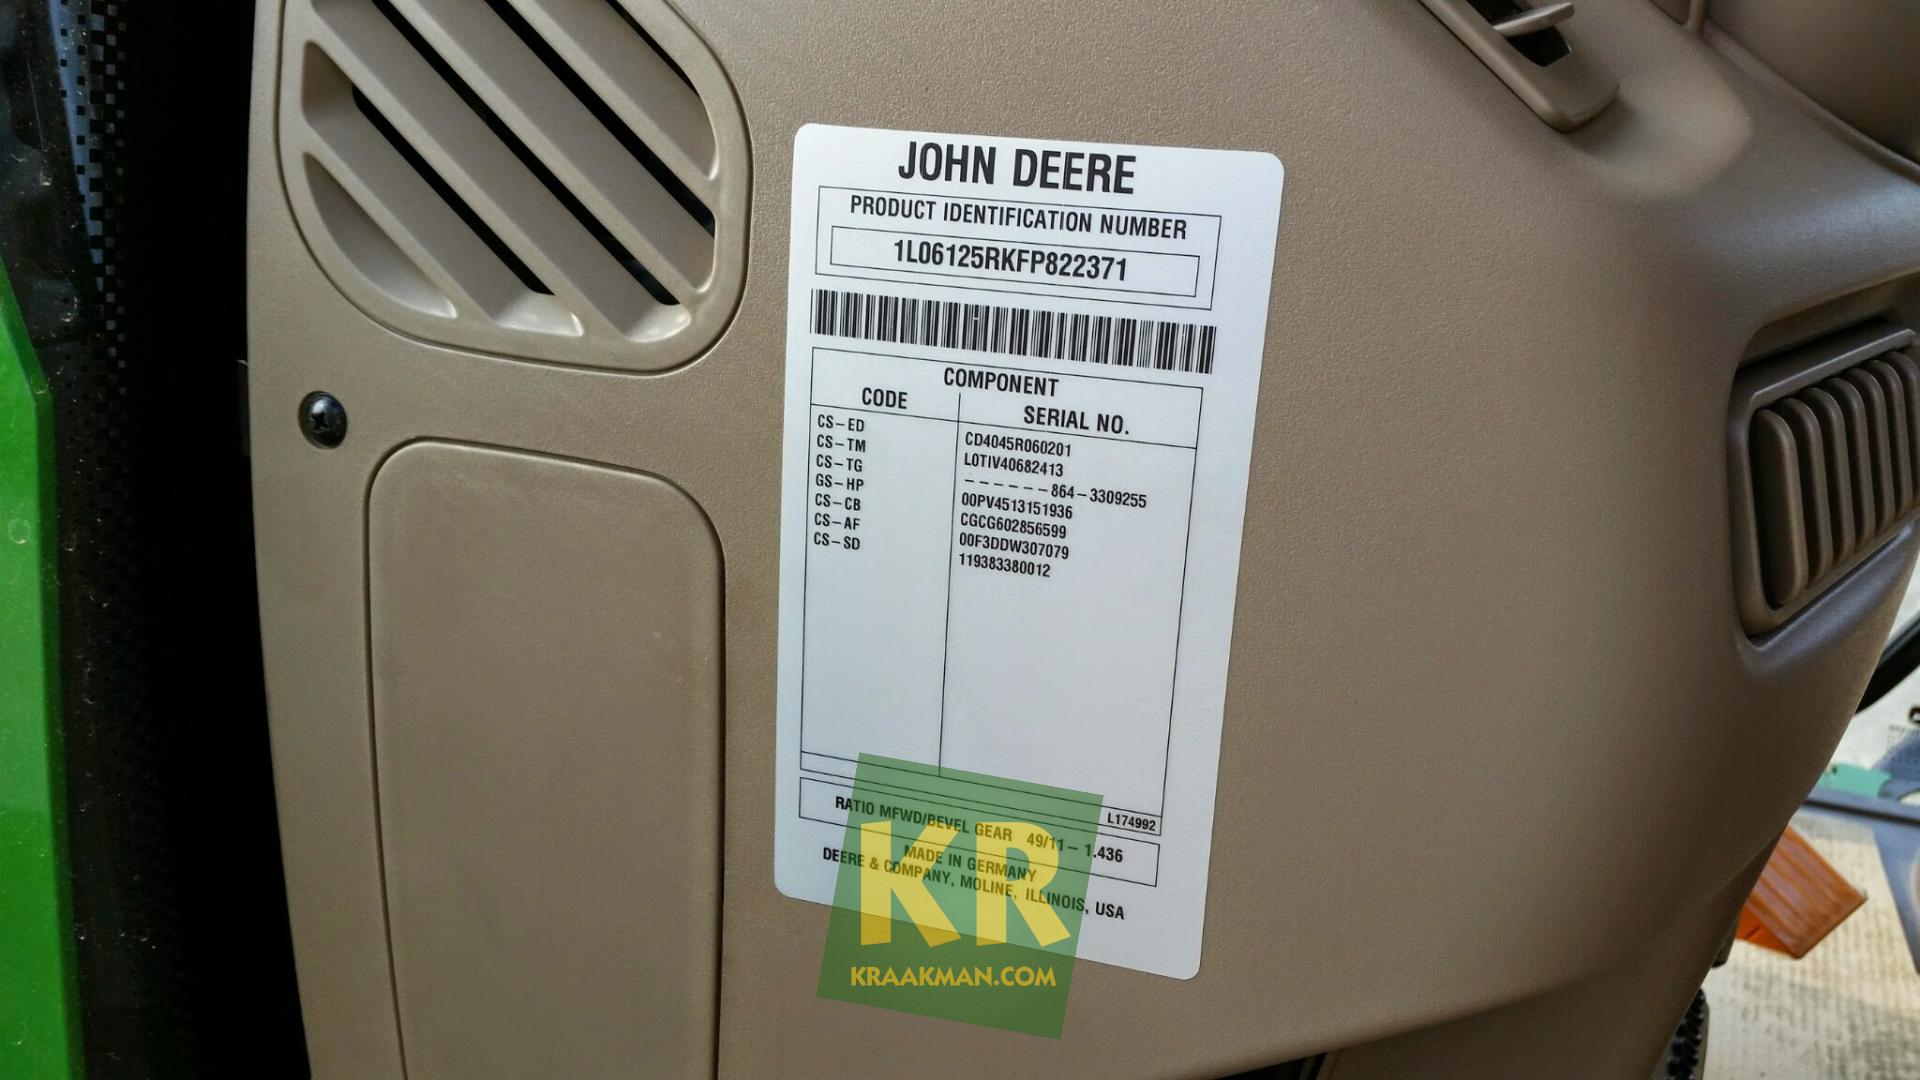 JOHN DEERE
PRODUCT IDENTIFICATION NUMBER
1L06125RKFP822371
COMPONENT
CODE SERIAL NO.
CS-ED CD4045R060201
CS-TM L0TIV40682413
CS-TG ------864-3309255
GS-HP 00PV4513151936
CS-CB CGCG602856599
CS-AF 00F3DDW307079
CS-SD 119383380012
L174992
RATIO MFWD/BEVEL GEAR 49/11-1.436
MADE IN GERMANY
DEERE & COMPANY, MOLINE, ILLINOIS, USA
KR
KRAAKMAN.COM